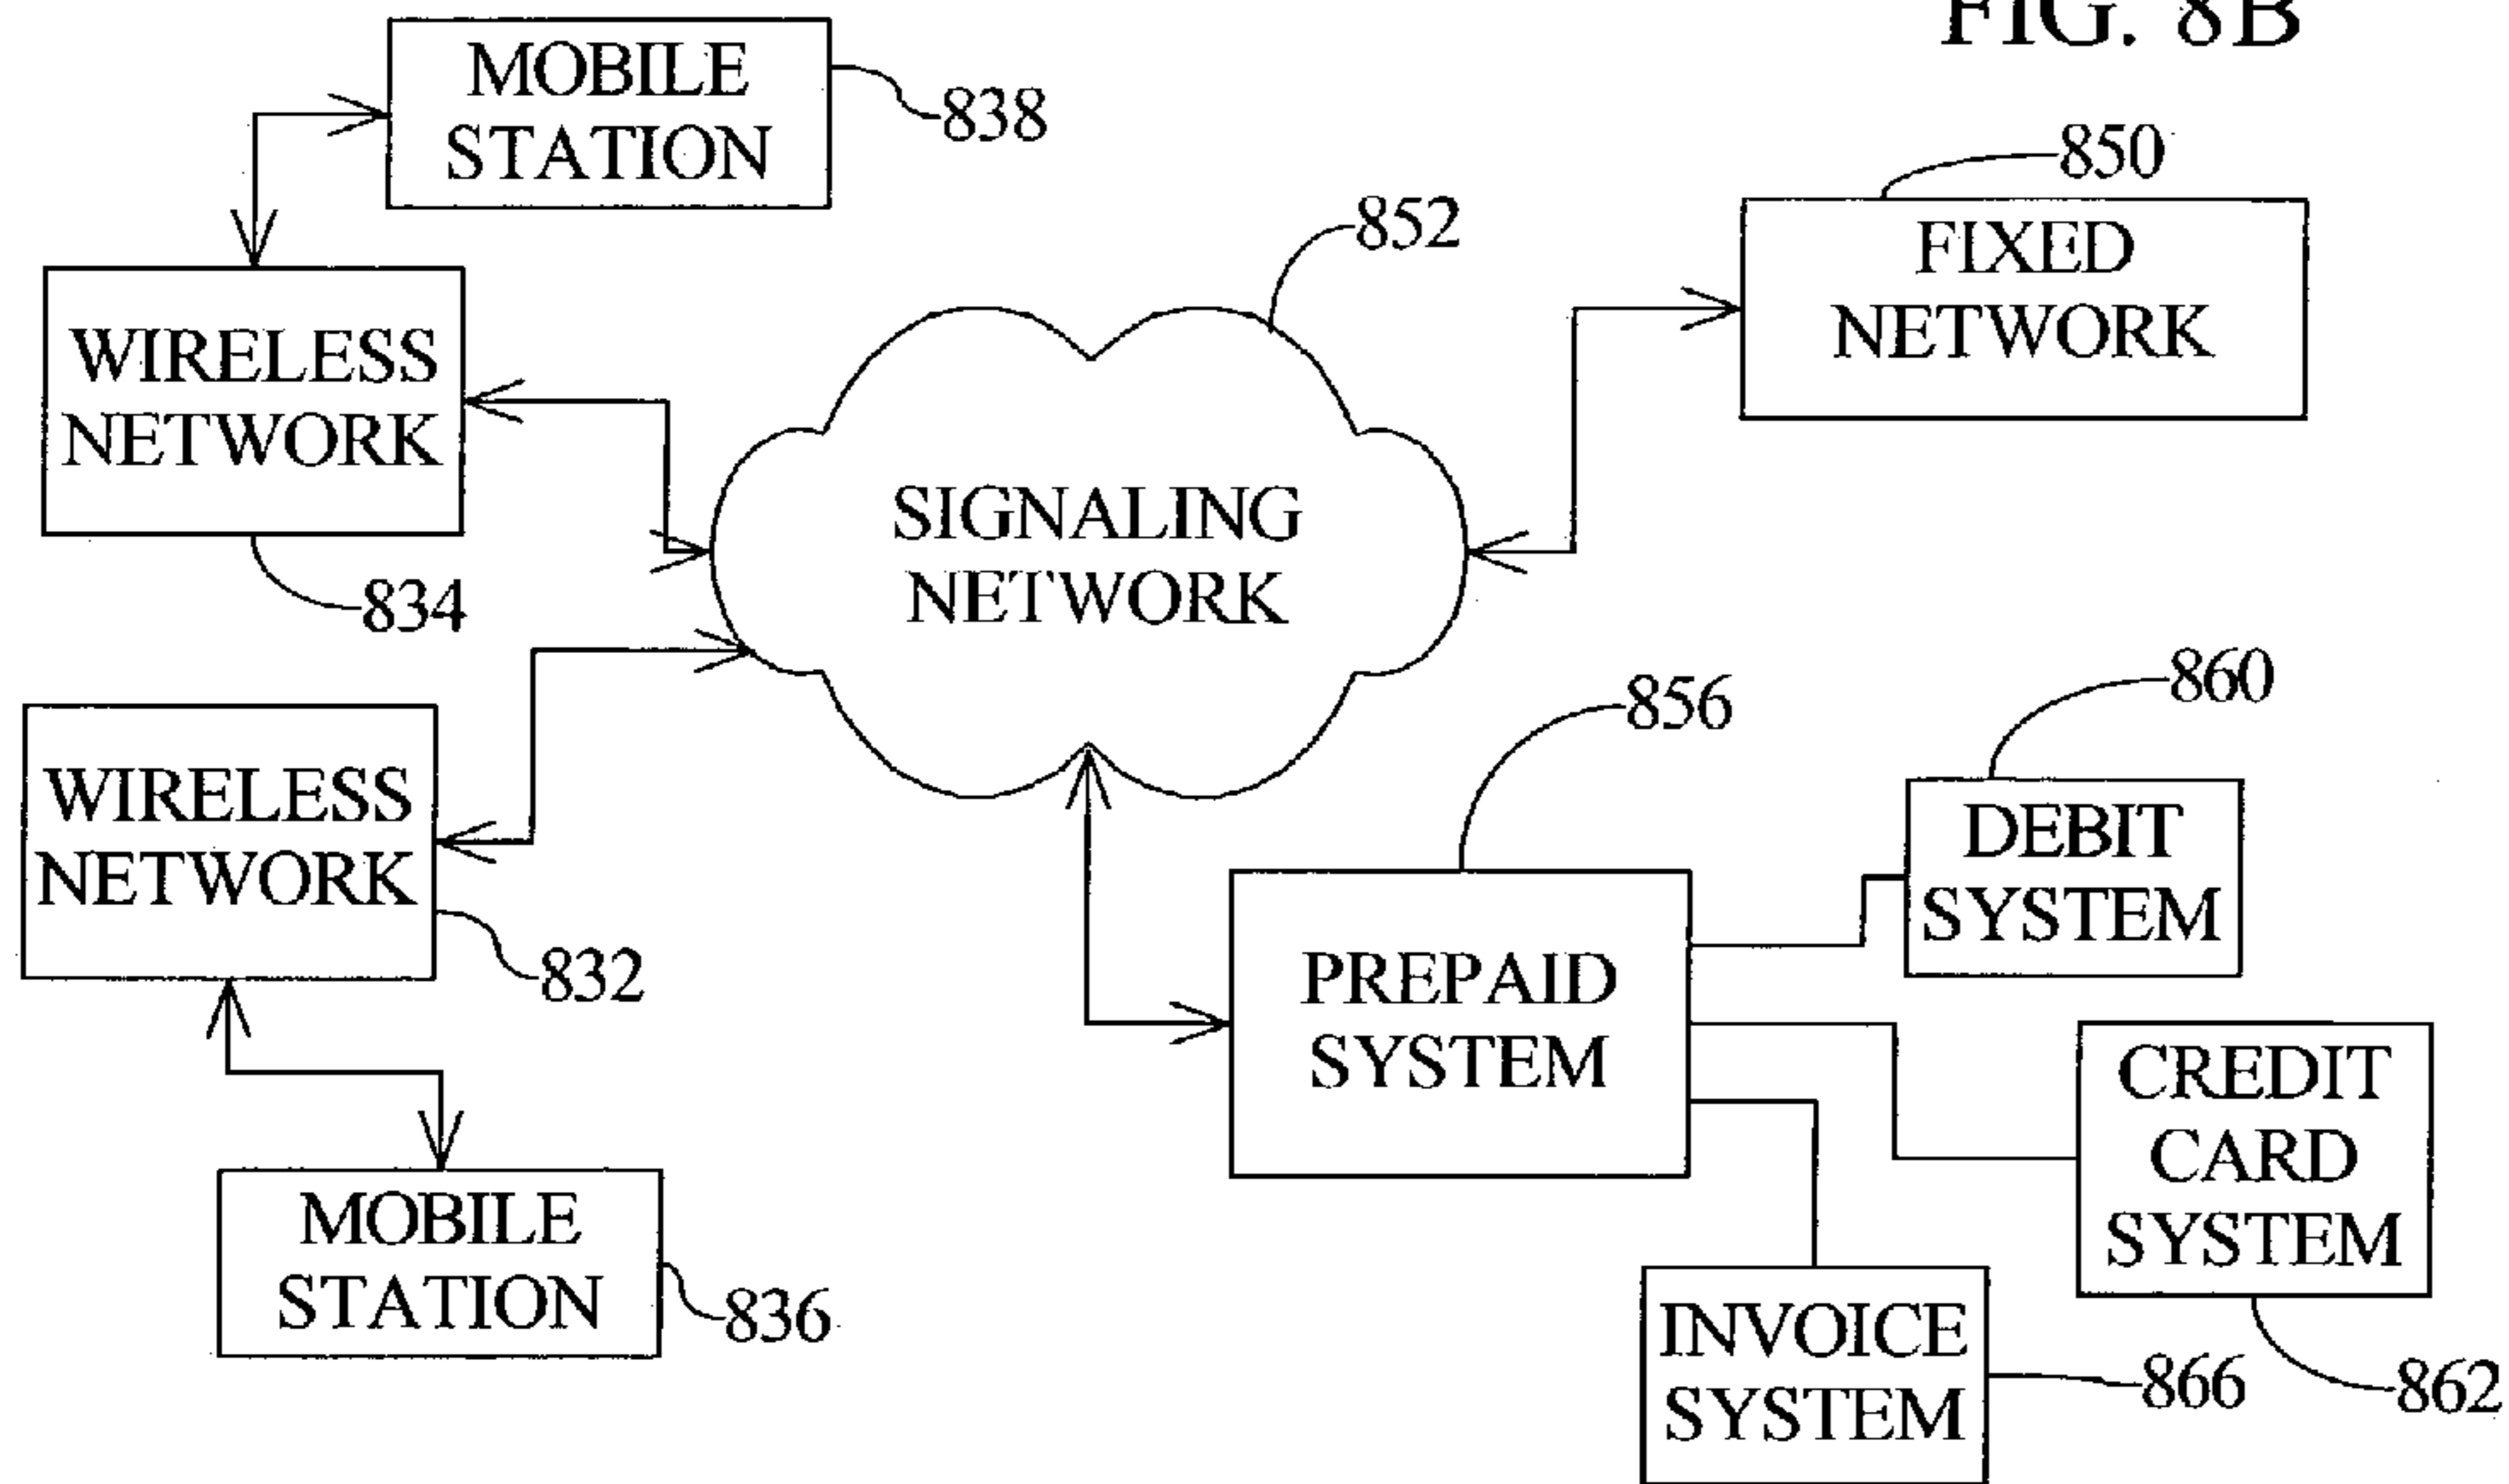 FIG. 8B
MOBILE
STATION
838
850
FIXED
NETWORK
852
WIRELESS
NETWORK
834
SIGNALING
NETWORK
856
860
WIRELESS
NETWORK
832
DEBIT
SYSTEM
PREPAID
SYSTEM
CREDIT
CARD
SYSTEM
862
MOBILE
STATION
836
INVOICE
SYSTEM
866